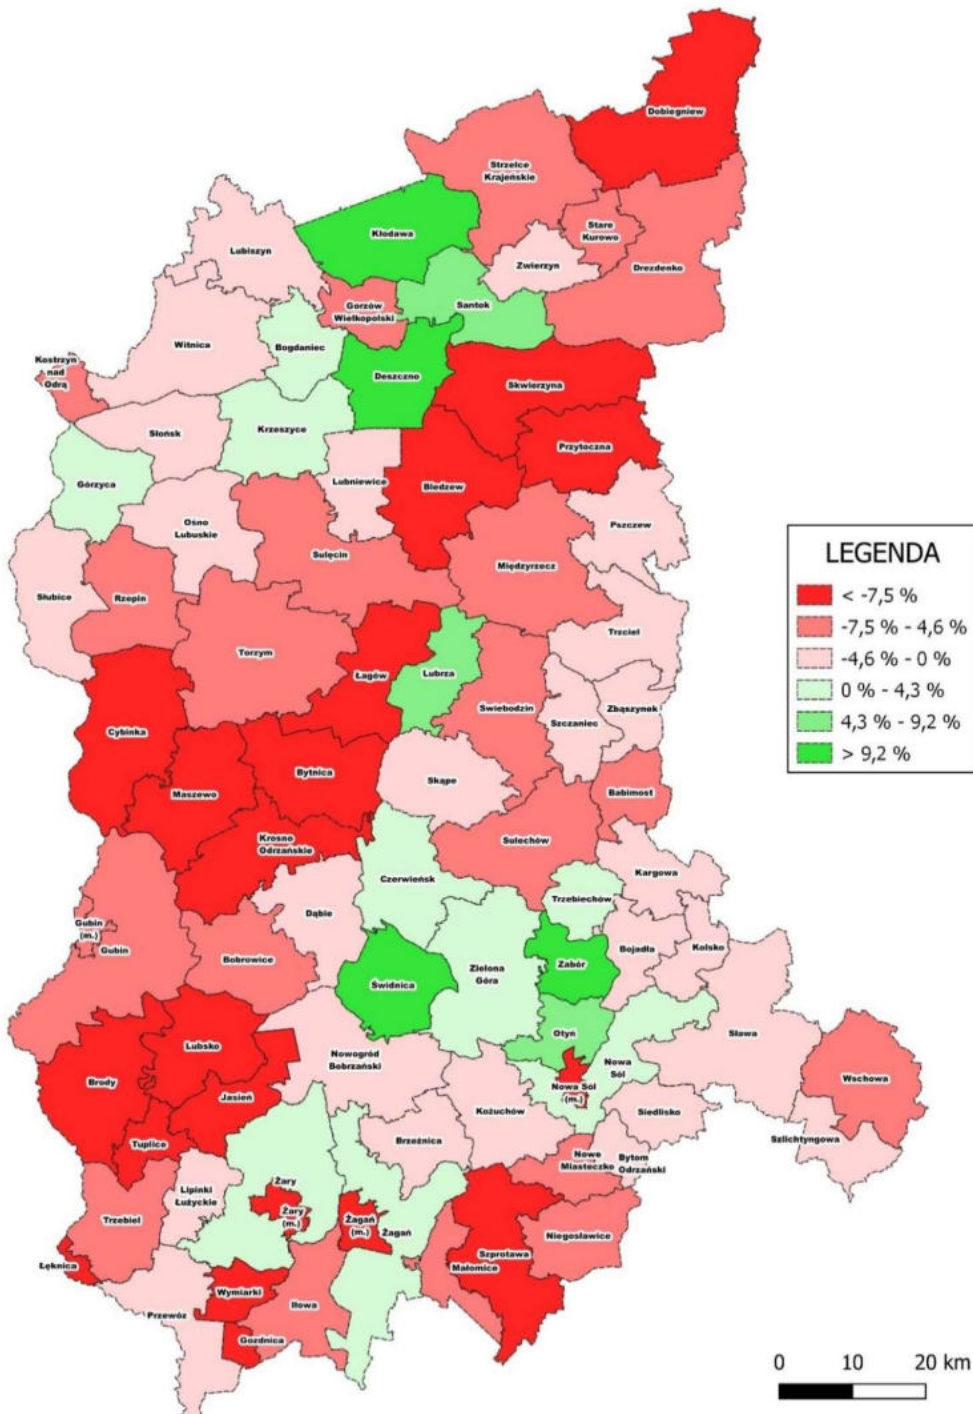 Dobiegniew
Strzelce
Krajeńskie
Stare
Kurowo
Kłodawa
Lubiszyn
Zwierzyn
Drezdenko
Santok
Gorzów
Wielkopolski
Witnica
Bogdaniec
Kostrzyn
nad
Odrą
Deszczno
Skwierzyna
Słońsk
Krzeszyce
Przytoczna
Górzyca
Lubniewice
Bledzew
Ośno
Lubuskie
Pszczew
Sulęcin
Międzyrzecz
Słubice
Rzepin
Trzciel
Torzym
Łagów
Lubrza
Świebodzin
Szczaniec
Zbąszynek
Cybinka
Bytnica
Skąpe
Maszewo
Babimost
Krosno
Odrzańskie
Sulechów
Kargowa
Czerwieńsk
Trzebiechów
Dąbie
Gubin
(m.)
Gubin
Bojadła
Kolsko
Bobrowice
Zabór
Zielona
Góra
Świdnica
Otyń
Sława
Lubsko
Nowogród
Bobrzański
Nowa
Sól
Brody
Jasień
Nowa Sól
(m.)
Wschowa
Kożuchów
Siedlisko
Tuplice
Brzeźnica
Szlichtyngowa
Nowe
Miasteczko
Bytom
Odrzański
Lipinki
Łużyckie
Żary
Żary
(m.)
Trzebiel
Żagań
(m.)
Żagań
Niegosławice
Szprotawa
Małomice
Łęknica
Wymiarki
Iłowa
Przewóz
Gozdnica
LEGENDA
< -7,5 %
-7,5 % - 4,6 %
-4,6 % - 0 %
0 % - 4,3 %
4,3 % - 9,2 %
> 9,2 %
0 10 20 km